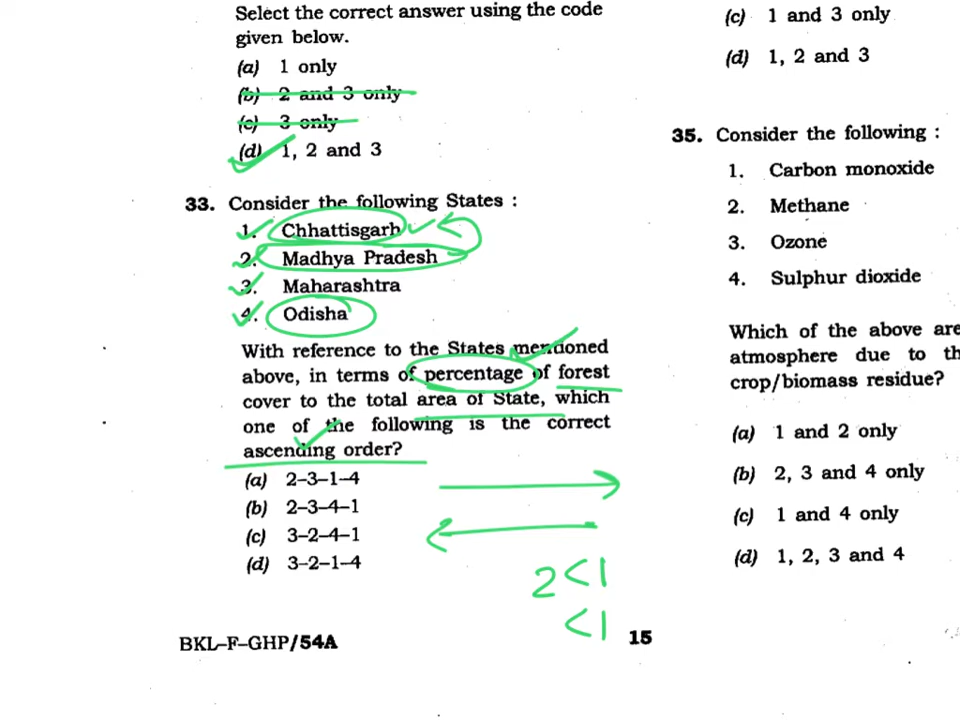 Select the correct answer using the code
given below.
(a) 1 only
(b) 2 and 3 only
(c) 3 only
(d) 1, 2 and 3
33. Consider the following States :
1. Chhattisgarh
2. Madhya Pradesh
3. Maharashtra
4. Odisha
With reference to the States mentioned
above, in terms of percentage of forest
cover to the total area of State, which
one of the following is the correct
ascending order?
(a) 2–3–1–4
(b) 2–3–4–1
(c) 3–2–4–1
(d) 3–2–1–4
2<1
<1
BKL–F–GHP/54A
15
(c) 1 and 3 only
(d) 1, 2 and 3
35. Consider the following :
1. Carbon monoxide
2. Methane
3. Ozone
4. Sulphur dioxide
Which of the above are
atmosphere due to th
crop/biomass residue?
(a) 1 and 2 only
(b) 2, 3 and 4 only
(c) 1 and 4 only
(d) 1, 2, 3 and 4